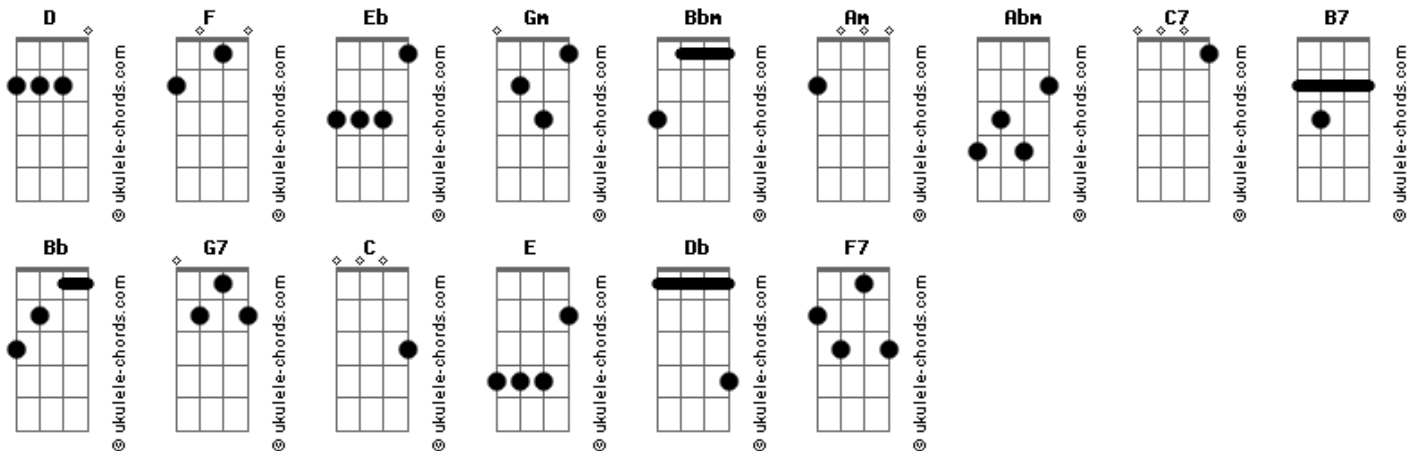 D F Eb Gm Bbm Am Abm C7 B7
© ukulele-chords.com © ukulele-chords.com © ukulele-chords.com © ukulele-chords.com © ukulele-chords.com © ukulele-chords.com © ukulele-chords.com © ukulele-chords.com © ukulele-chords.com
Bb G7 C E Db F7
© ukulele-chords.com © ukulele-chords.com © ukulele-chords.com © ukulele-chords.com © ukulele-chords.com © ukulele-chords.com